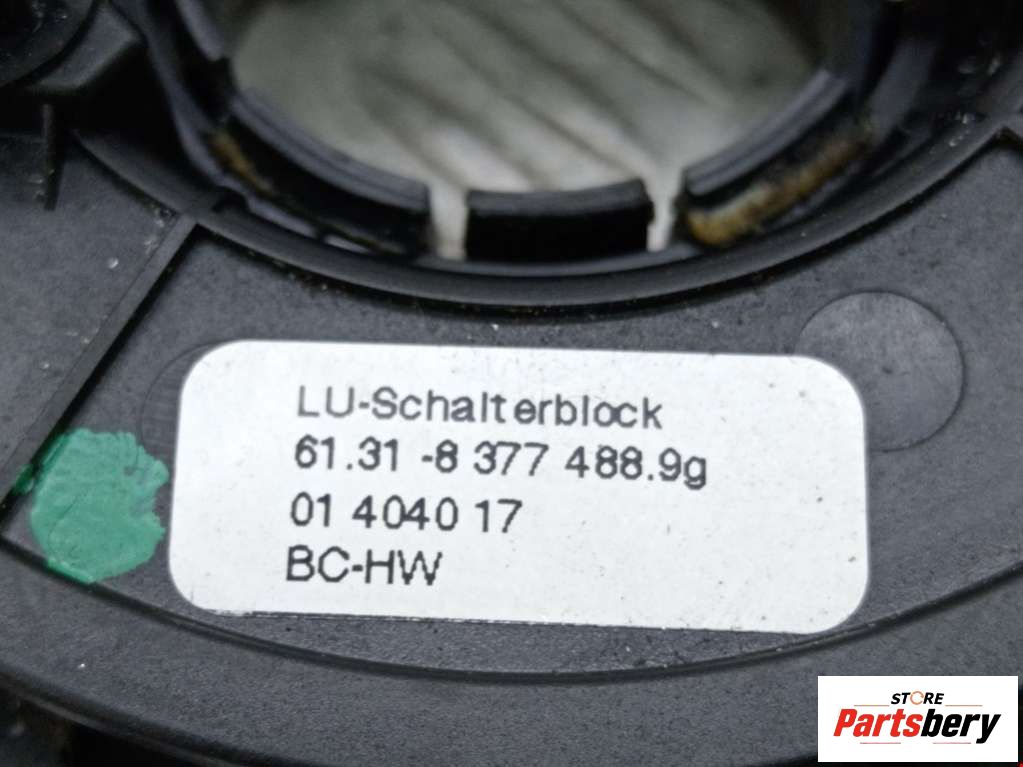 LU-Schalterblock
61.31 -8 377 488.9g
01 4040 17
BC-HW
STORE
Partsbery